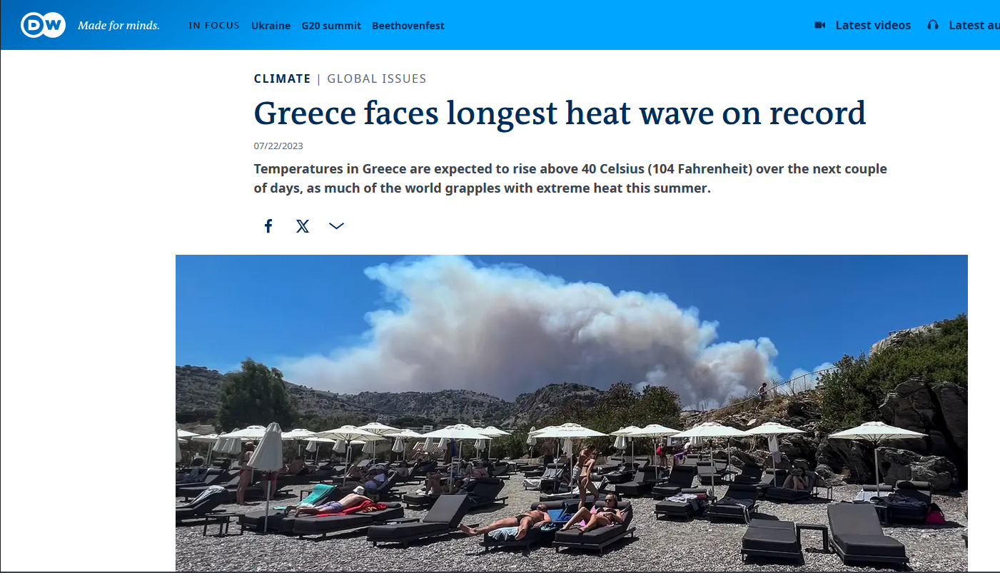 DW Made for minds. IN FOCUS Ukraine G20 summit Beethovenfest Latest videos Latest au
CLIMATE | GLOBAL ISSUES
Greece faces longest heat wave on record
07/22/2023
Temperatures in Greece are expected to rise above 40 Celsius (104 Fahrenheit) over the next couple
of days, as much of the world grapples with extreme heat this summer.